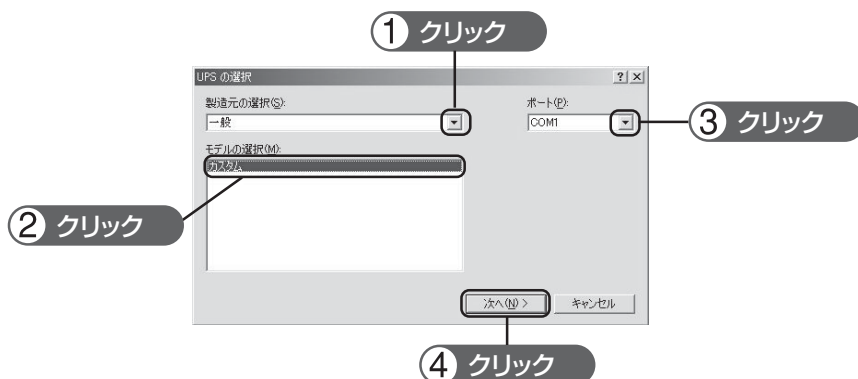 ① クリック
UPS の選択
製造元の選択(S):
ポート(P):
一般
COM1
③ クリック
モデルの選択(M):
カスタム
② クリック
次へ(N) >
キャンセル
④ クリック